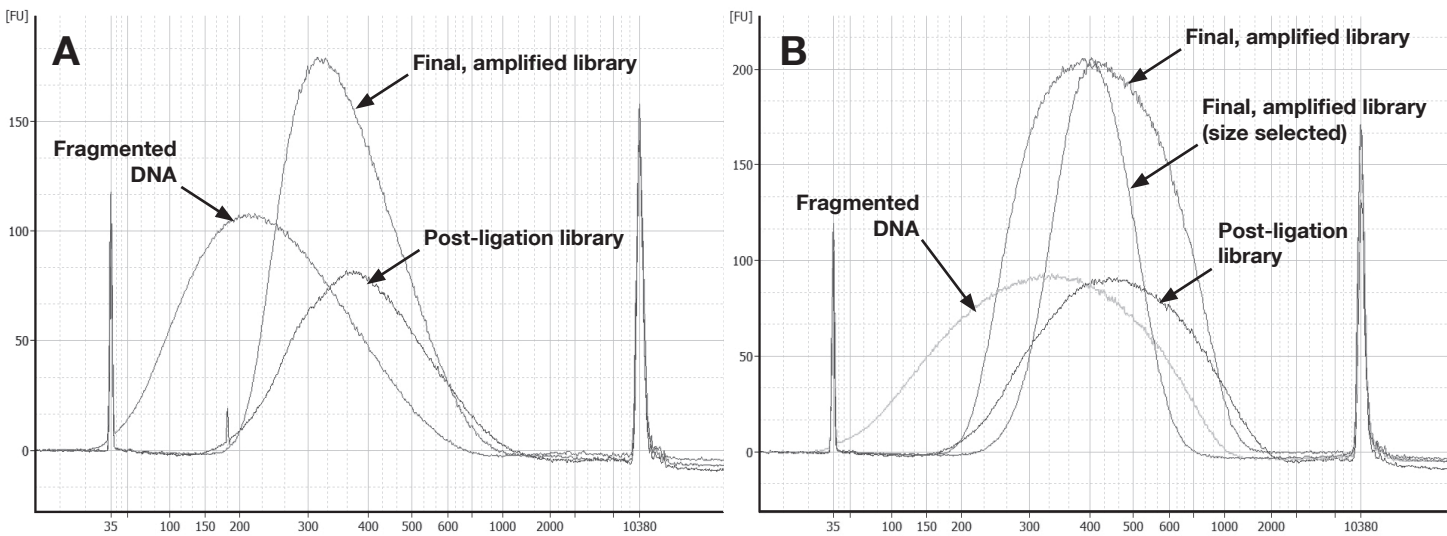 [FU]
A
Final, amplified library
150
Fragmented
DNA
100
Post-ligation library
50
0
35 100 150 200 300 400 500 600 1000 2000 10380
[FU]
B
Final, amplified library
200
Final, amplified library
(size selected)
150
Fragmented
DNA
Post-ligation
library
100
50
0
35 100 150 200 300 400 500 600 1000 2000 10380